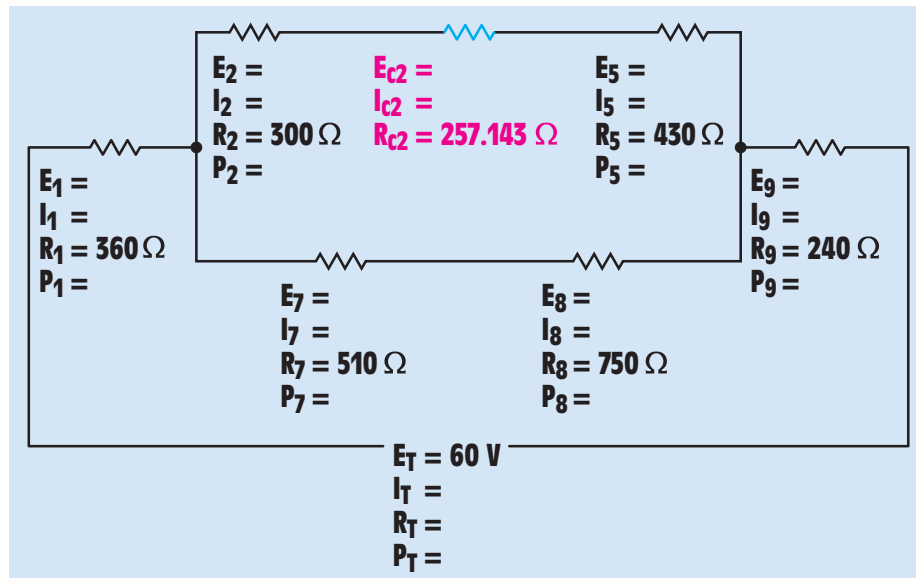 E2 =
I2 =
R2 = 300 Ω
P2 =
EC2 =
IC2 =
RC2 = 257.143 Ω
E5 =
I5 =
R5 = 430 Ω
P5 =
E1 =
I1 =
R1 = 360 Ω
P1 =
E9 =
I9 =
R9 = 240 Ω
P9 =
E7 =
I7 =
R7 = 510 Ω
P7 =
E8 =
I8 =
R8 = 750 Ω
P8 =
ET = 60 V
IT =
RT =
PT =